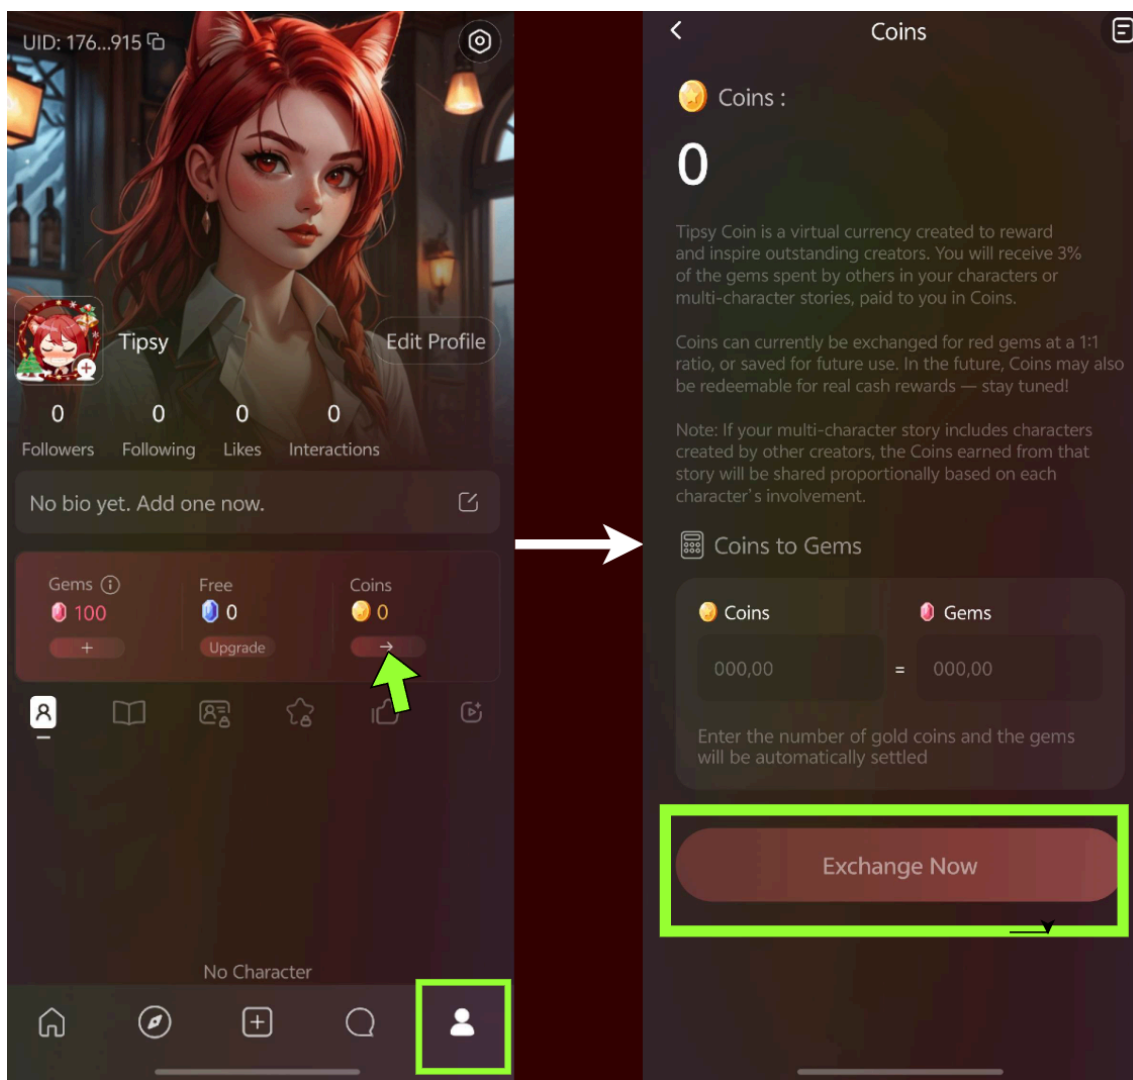 UID: 176...915
Tipsy
Edit Profile
0
0
0
0
Followers
Following
Likes
Interactions
No bio yet. Add one now.
Gems
Free
Coins
100
0
0
+
Upgrade
→
No Character
Coins
Coins :
0
Tipsy Coin is a virtual currency created to reward
and inspire outstanding creators. You will receive 3%
of the gems spent by others in your characters or
multi-character stories, paid to you in Coins.
Coins can currently be exchanged for red gems at a 1:1
ratio, or saved for future use. In the future, Coins may also
be redeemable for real cash rewards — stay tuned!
Note: If your multi-character story includes characters
created by other creators, the Coins earned from that
story will be shared proportionally based on each
character's involvement.
Coins to Gems
Coins
Gems
000,00
=
000,00
Enter the number of gold coins and the gems
will be automatically settled
Exchange Now